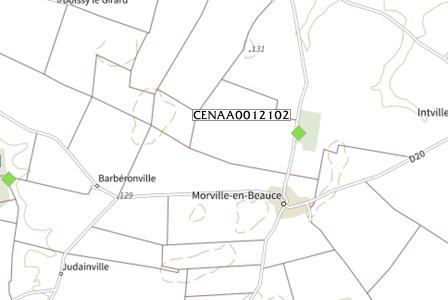 Boissy le Girard
.131
CENAA0012102
Intville
D20
Barbéronville
129
Morville-en-Beauce
Judainville